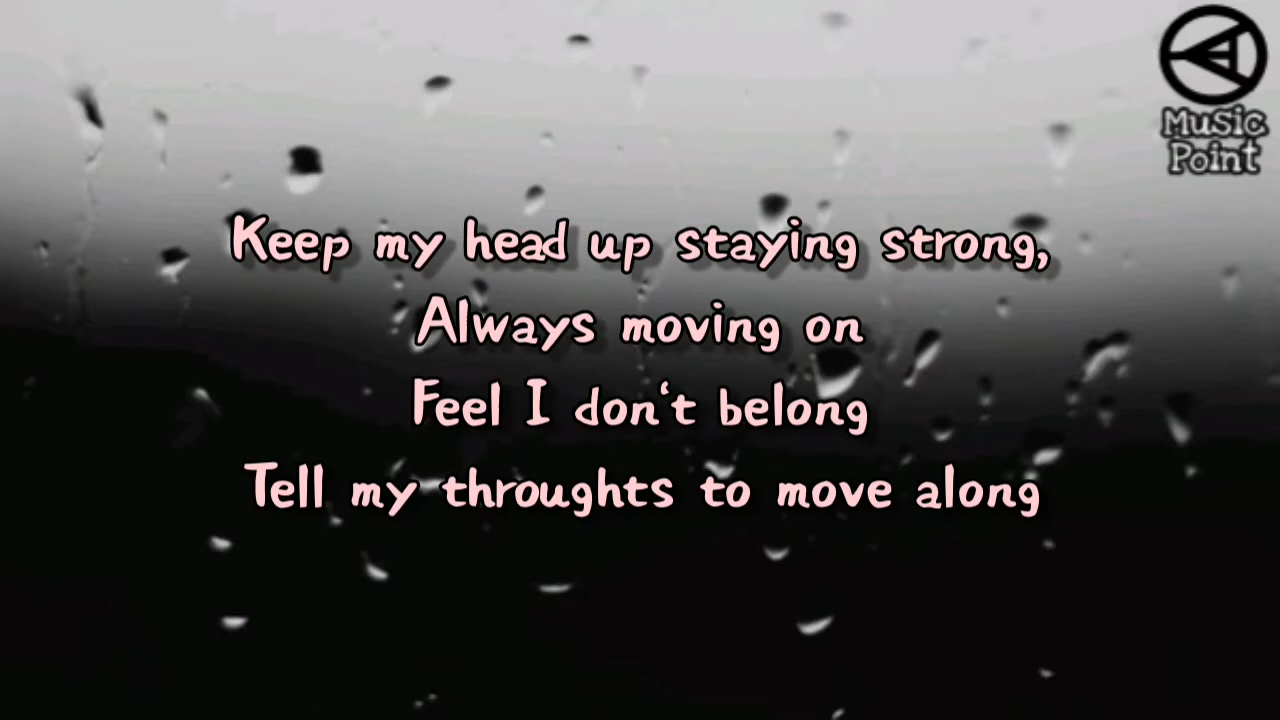 Music
Point
Keep my head up staying strong,
Always moving on
Feel I don't belong
Tell my throughts to move along